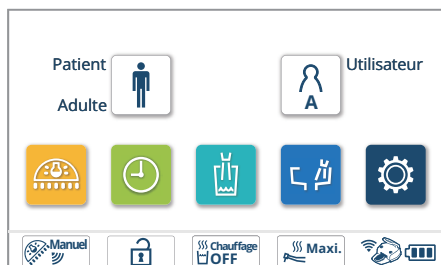 Patient
Utilisateur
Adulte
A
Manuel
Chauffage
OFF
Maxi.